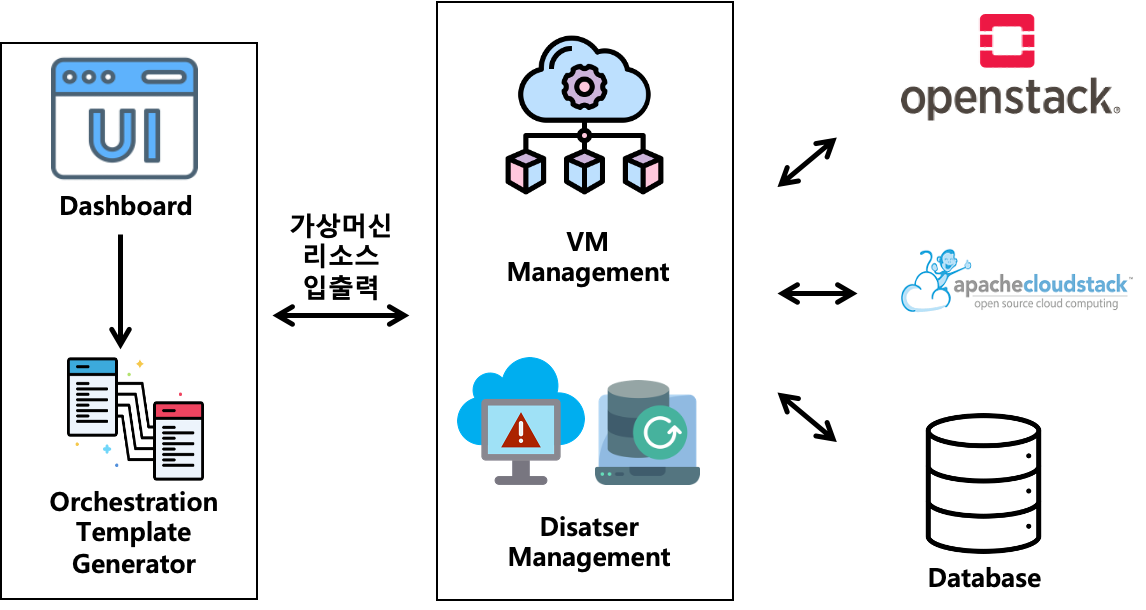 UI
Dashboard
Orchestration
Template
Generator
가상머신
리소스
입출력
VM
Management
Disatser
Management
openstack®
apachecloudstack™
open source cloud computing
Database